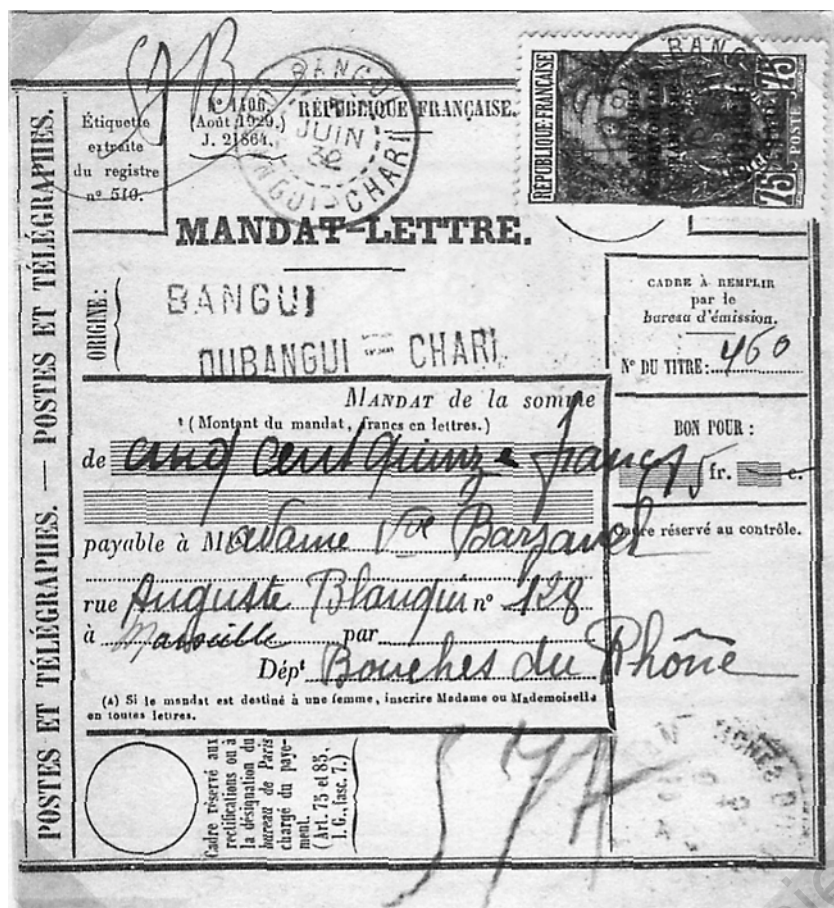 POSTES ET TÉLÉGRAPHES. — POSTES ET TÉLÉGRAPHES.
Étiquette
extraite
du registre
n° 510.
N° 1406.
(Août 1929.)
J. 21864.
RÉPUBLIQUE FRANÇAISE.
BANGUI
JUIN
32
OUBANGUI-CHARI
RÉPUBLIQUE FRANÇAISE
75
POSTE
75
BANG
MANDAT-LETTRE.
ORIGINE :
BANGUI
OUBANGUI - CHARI
CADRE À REMPLIR
par le
bureau d'émission.
N° DU TITRE : 460
MANDAT de la somme
(Montant du mandat, francs en lettres.)
de cinq cent quinze francs
BON POUR :
5 fr. — c.
payable à Madame Vve Barjavel
Cadre réservé au contrôle.
rue Auguste Blanqui n° 128
à Marseille par
Dépt Bouches du Rhône
(A) Si le mandat est destiné à une femme, inscrire Madame ou Mademoiselle
en toutes lettres.
Cadre réservé aux
rectifications ou à
la désignation du
bureau de Paris
chargé du paye-
ment.
(Art. 75 et 85,
I. G., fasc. 7.)